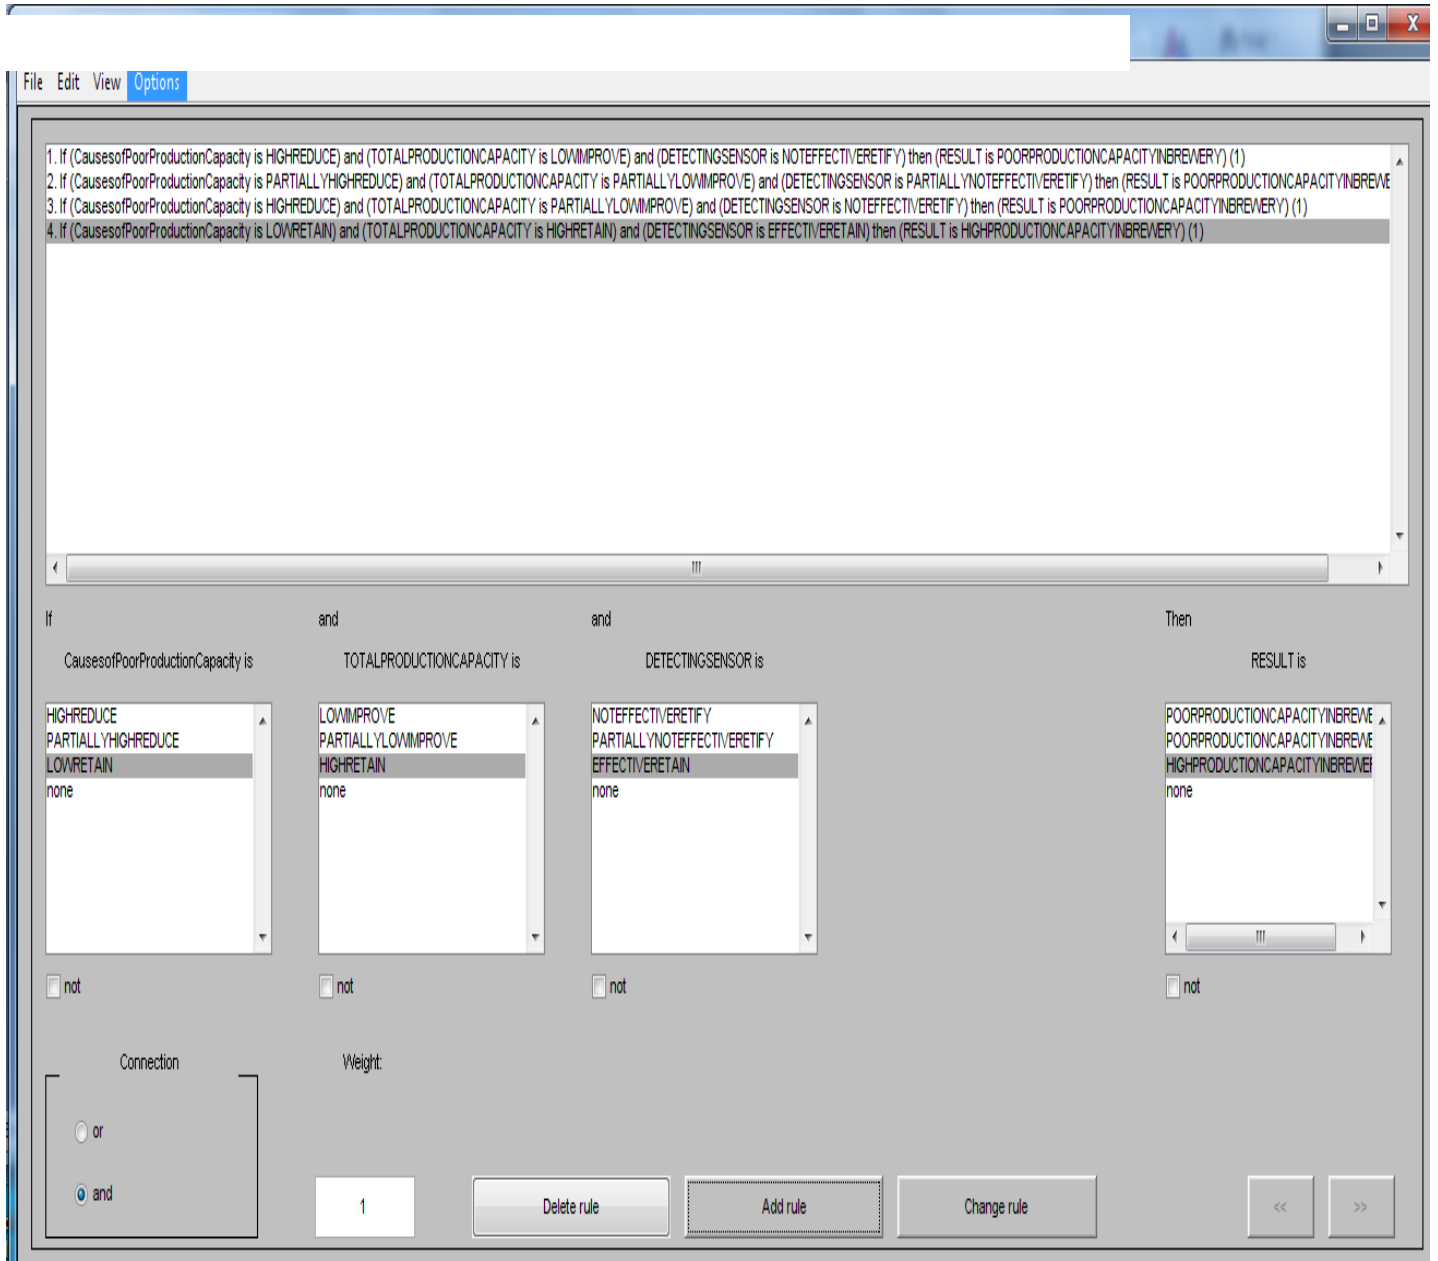 File Edit View Options
1. If (CausesofPoorProductionCapacity is HIGHREDUCE) and (TOTALPRODUCTIONCAPACITY is LOWIMPROVE) and (DETECTINGSENSOR is NOTEFFECTIVERETIFY) then (RESULT is POORPRODUCTIONCAPACITYINBREWERY) (1)
2. If (CausesofPoorProductionCapacity is PARTIALLYHIGHREDUCE) and (TOTALPRODUCTIONCAPACITY is PARTIALLYLOWIMPROVE) and (DETECTINGSENSOR is PARTIALLYNOTEFFECTIVERETIFY) then (RESULT is POORPRODUCTIONCAPACITYINBREWE
3. If (CausesofPoorProductionCapacity is HIGHREDUCE) and (TOTALPRODUCTIONCAPACITY is PARTIALLYLOWIMPROVE) and (DETECTINGSENSOR is NOTEFFECTIVERETIFY) then (RESULT is POORPRODUCTIONCAPACITYINBREWERY) (1)
4. If (CausesofPoorProductionCapacity is LOWRETAIN) and (TOTALPRODUCTIONCAPACITY is HIGHRETAIN) and (DETECTINGSENSOR is EFFECTIVERETAIN) then (RESULT is HIGHPRODUCTIONCAPACITYINBREWERY) (1)
If and and Then
CausesofPoorProductionCapacity is TOTALPRODUCTIONCAPACITY is DETECTINGSENSOR is RESULT is
HIGHREDUCE LOWIMPROVE NOTEFFECTIVERETIFY POORPRODUCTIONCAPACITYINBREWE
PARTIALLYHIGHREDUCE PARTIALLYLOWIMPROVE PARTIALLYNOTEFFECTIVERETIFY POORPRODUCTIONCAPACITYINBREWE
LOWRETAIN HIGHRETAIN EFFECTIVERETAIN HIGHPRODUCTIONCAPACITYINBREWER
none none none none
not not not not
Connection Weight:
or
and 1 Delete rule Add rule Change rule << >>